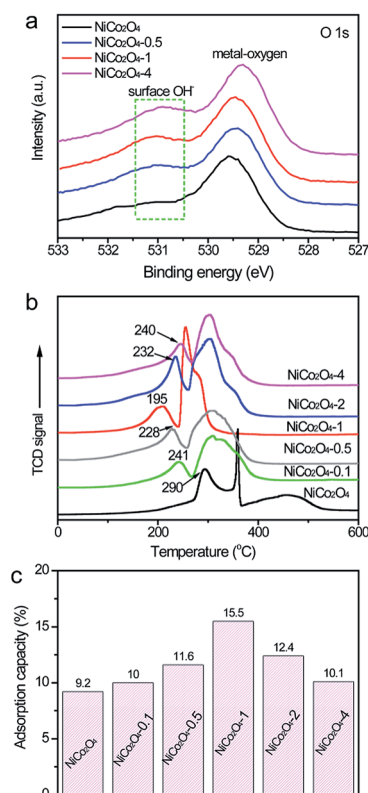 a
O 1s
NiCo₂O₄
NiCo₂O₄-0.5
NiCo₂O₄-1
NiCo₂O₄-4
metal-oxygen
surface OH⁻
Intensity (a.u.)
533 532 531 530 529 528 527
Binding energy (eV)
b
240
232
195
228
241
290
NiCo₂O₄-4
NiCo₂O₄-2
NiCo₂O₄-1
NiCo₂O₄-0.5
NiCo₂O₄-0.1
NiCo₂O₄
TCD signal
0 200 400 600
Temperature (°C)
c
Adsorption capacity (%)
20
15
10
5
0
9.2
10
11.6
15.5
12.4
10.1
NiCo₂O₄
NiCo₂O₄-0.1
NiCo₂O₄-0.5
NiCo₂O₄-1
NiCo₂O₄-2
NiCo₂O₄-4